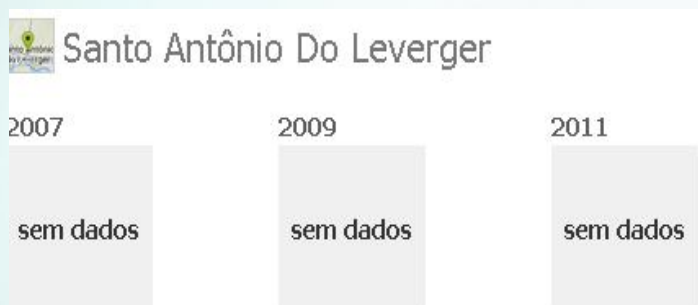 Santo Antônio Do Leverger
2007 2009 2011
sem dados sem dados sem dados